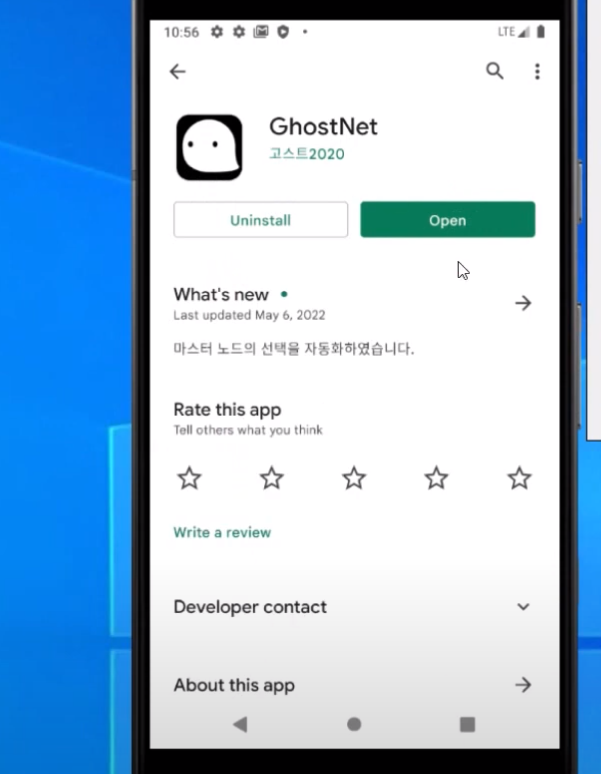 10:56
LTE
GhostNet
고스트2020
Uninstall
Open
What's new
Last updated May 6, 2022
마스터 노드의 선택을 자동화하였습니다.
Rate this app
Tell others what you think
Write a review
Developer contact
About this app